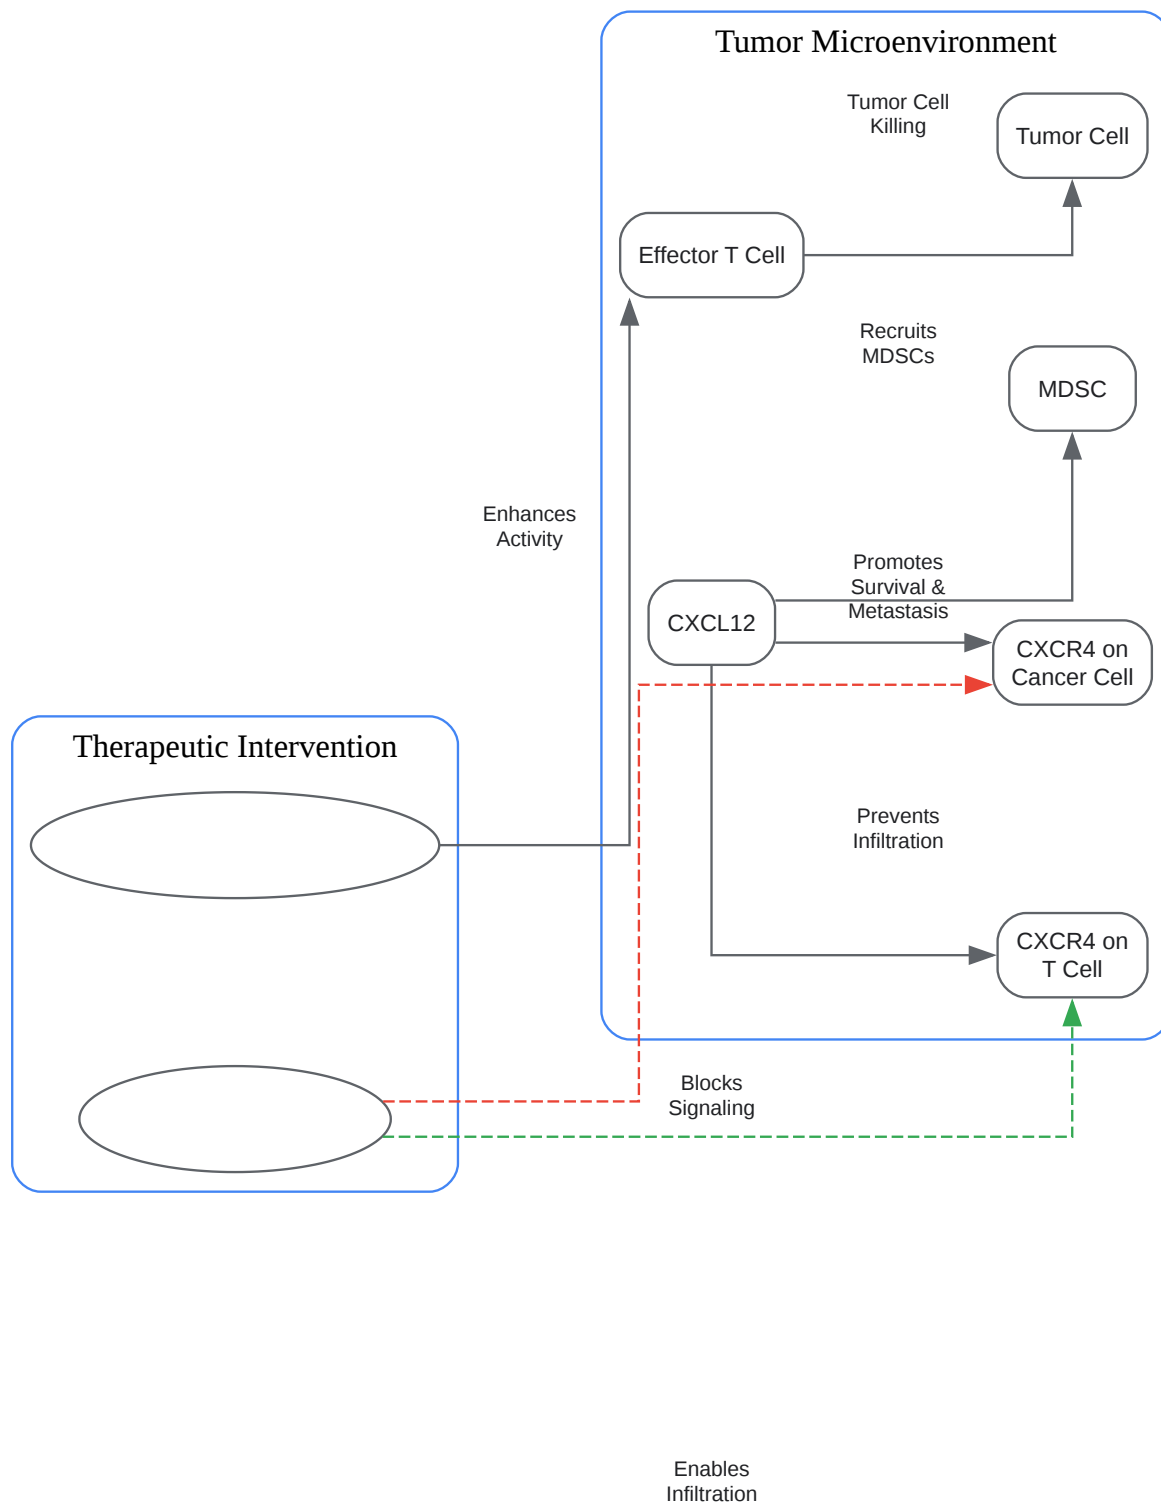 Tumor Microenvironment
Tumor Cell
Killing
Tumor Cell
Effector T Cell
Recruits
MDSCs
MDSC
Enhances
Activity
Promotes
Survival &
Metastasis
CXCL12
CXCR4 on
Cancer Cell
Therapeutic Intervention
Prevents
Infiltration
CXCR4 on
T Cell
Blocks
Signaling
Enables
Infiltration